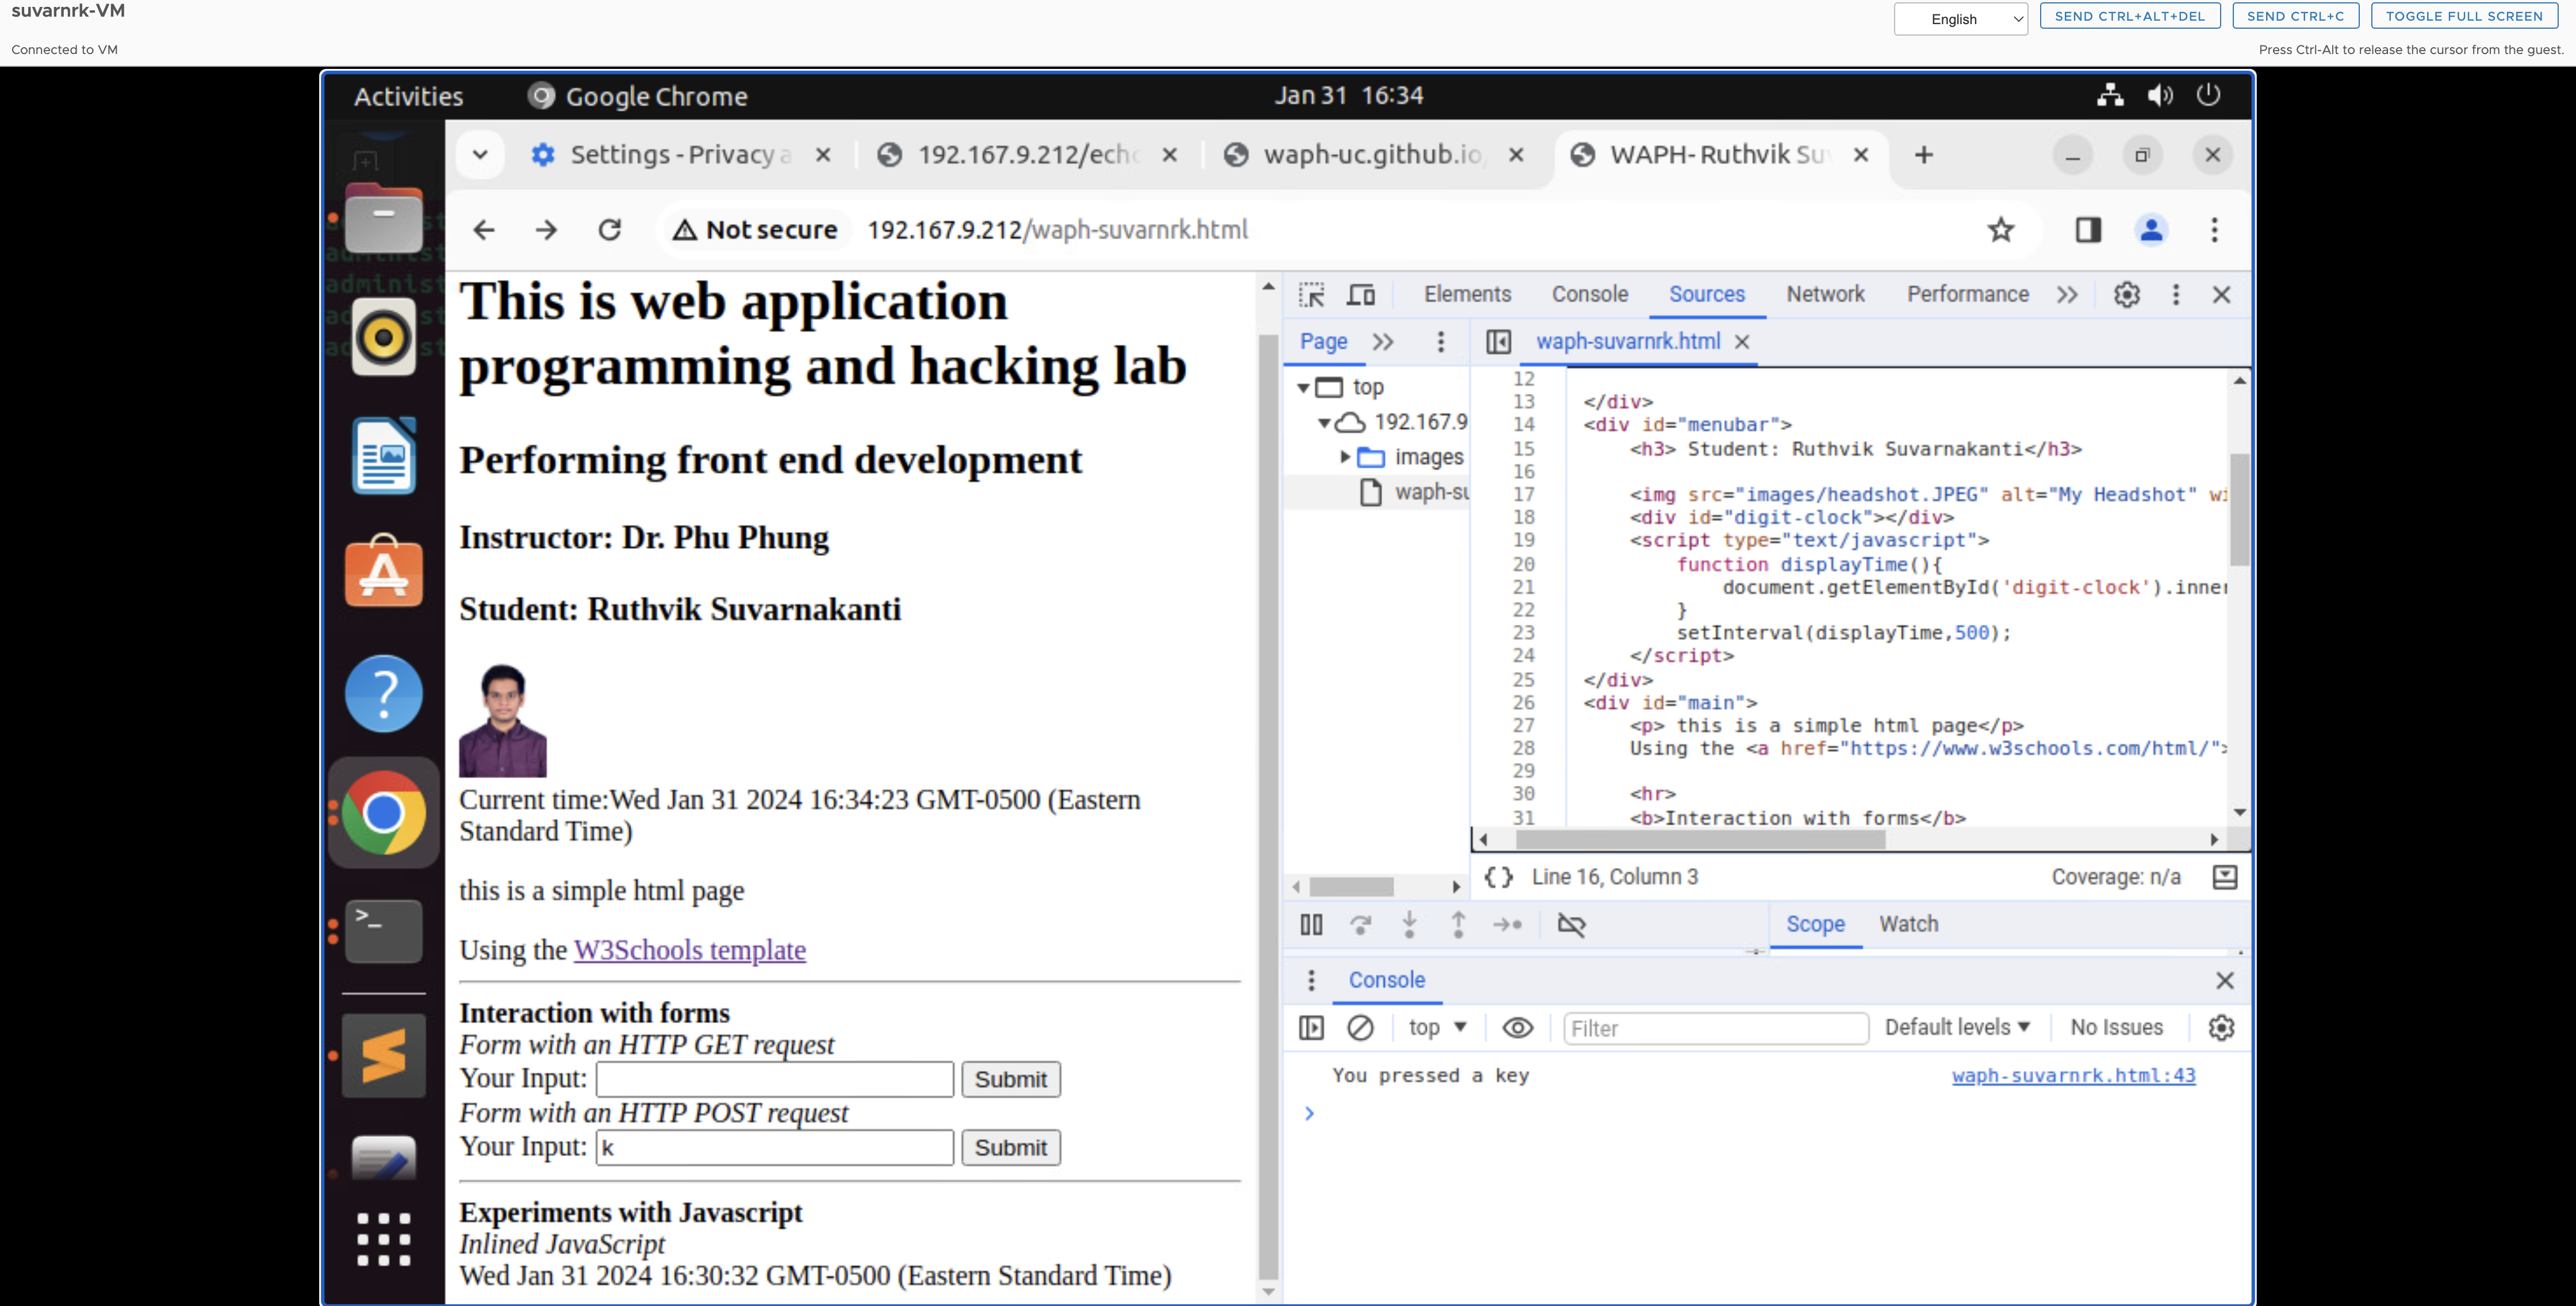 suvarnrk-VM
English
SEND CTRL+ALT+DEL
SEND CTRL+C
TOGGLE FULL SCREEN
Connected to VM
Press Ctrl-Alt to release the cursor from the guest.
Activities
Google Chrome
Jan 31 16:34
Settings - Privacy a
192.167.9.212/echo
waph-uc.github.io/
WAPH- Ruthvik Suv
Not secure
192.167.9.212/waph-suvarnrk.html
This is web application
programming and hacking lab
Performing front end development
Instructor: Dr. Phu Phung
Student: Ruthvik Suvarnakanti
Current time:Wed Jan 31 2024 16:34:23 GMT-0500 (Eastern
Standard Time)
this is a simple html page
Using the W3Schools template
Interaction with forms
Form with an HTTP GET request
Your Input:
Submit
Form with an HTTP POST request
Your Input: k
Submit
Experiments with Javascript
Inlined JavaScript
Wed Jan 31 2024 16:30:32 GMT-0500 (Eastern Standard Time)
Elements
Console
Sources
Network
Performance
Page
waph-suvarnrk.html
top
192.167.9
images
waph-su
12
13 </div>
14 <div id="menubar">
15 <h3> Student: Ruthvik Suvarnakanti</h3>
16
17 <img src="images/headshot.JPEG" alt="My Headshot" wi
18 <div id="digit-clock"></div>
19 <script type="text/javascript">
20 function displayTime(){
21 document.getElementById('digit-clock').inner
22 }
23 setInterval(displayTime,500);
24 </script>
25 </div>
26 <div id="main">
27 <p> this is a simple html page</p>
28 Using the <a href="https://www.w3schools.com/html/">
29
30 <hr>
31 <b>Interaction with forms</b>
{} Line 16, Column 3
Coverage: n/a
Scope
Watch
Console
top
Filter
Default levels
No Issues
You pressed a key
waph-suvarnrk.html:43